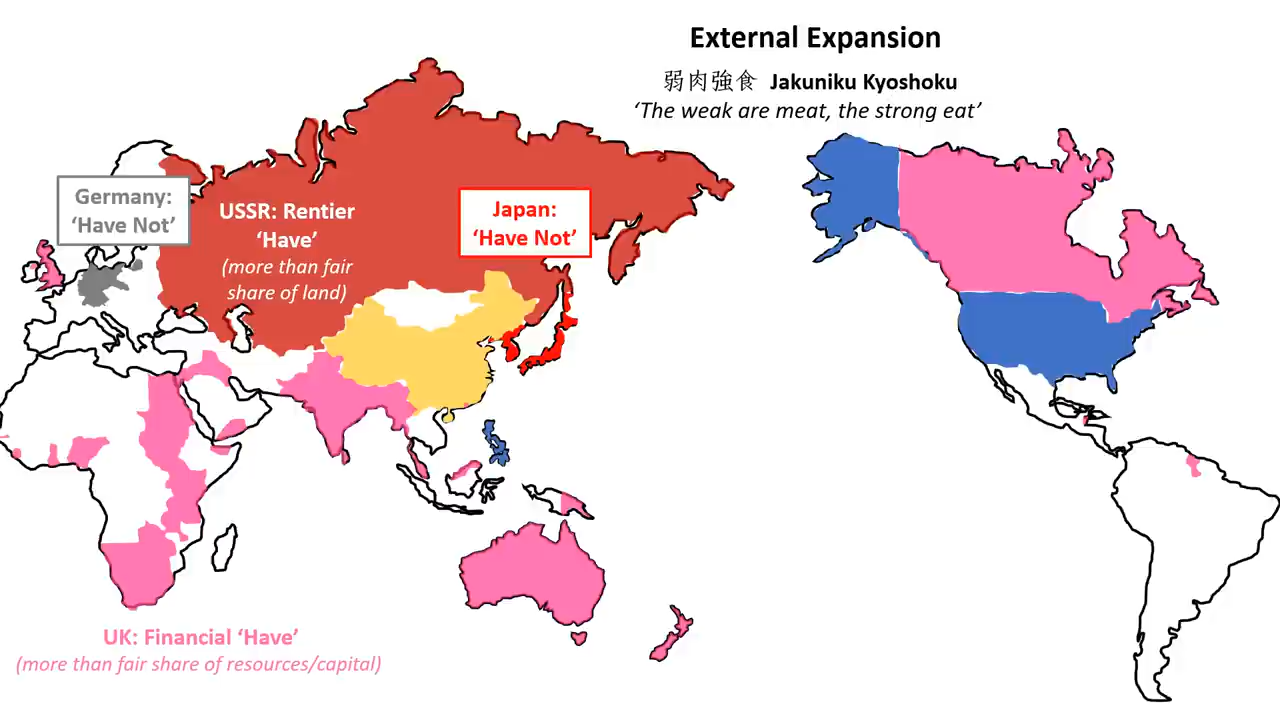 External Expansion
弱肉強食 Jakuniku Kyoshoku
‘The weak are meat, the strong eat’
Germany:
‘Have Not’
USSR: Rentier
‘Have’
(more than fair
share of land)
Japan:
‘Have Not’
UK: Financial ‘Have’
(more than fair share of resources/capital)